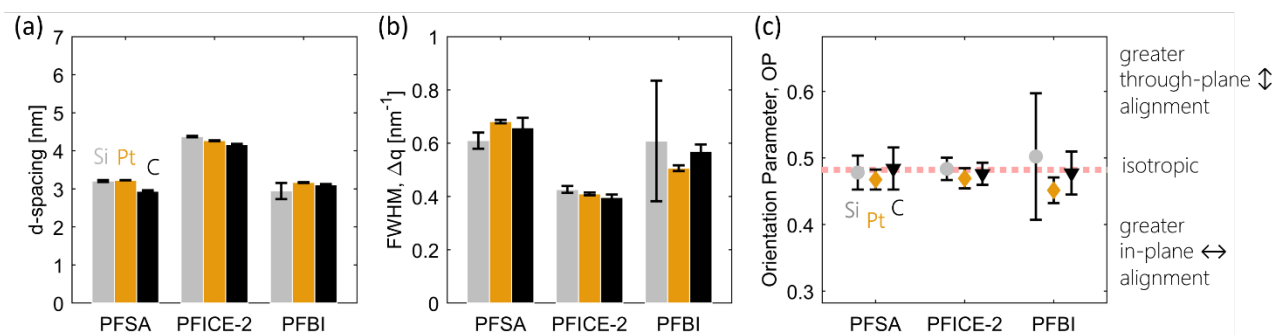 (a)
d-spacing [nm]
7
6
5
4
3
2
1
0
Si Pt C
PFSA PFICE-2 PFBI
(b)
FWHM, Δq [nm-1]
1
0.8
0.6
0.4
0.2
0
PFSA PFICE-2 PFBI
(c)
Orientation Parameter, OP
0.6
0.5
0.4
0.3
Si Pt C
PFSA PFICE-2 PFBI
greater
through-plane ↕
alignment
isotropic
greater
in-plane ↔
alignment